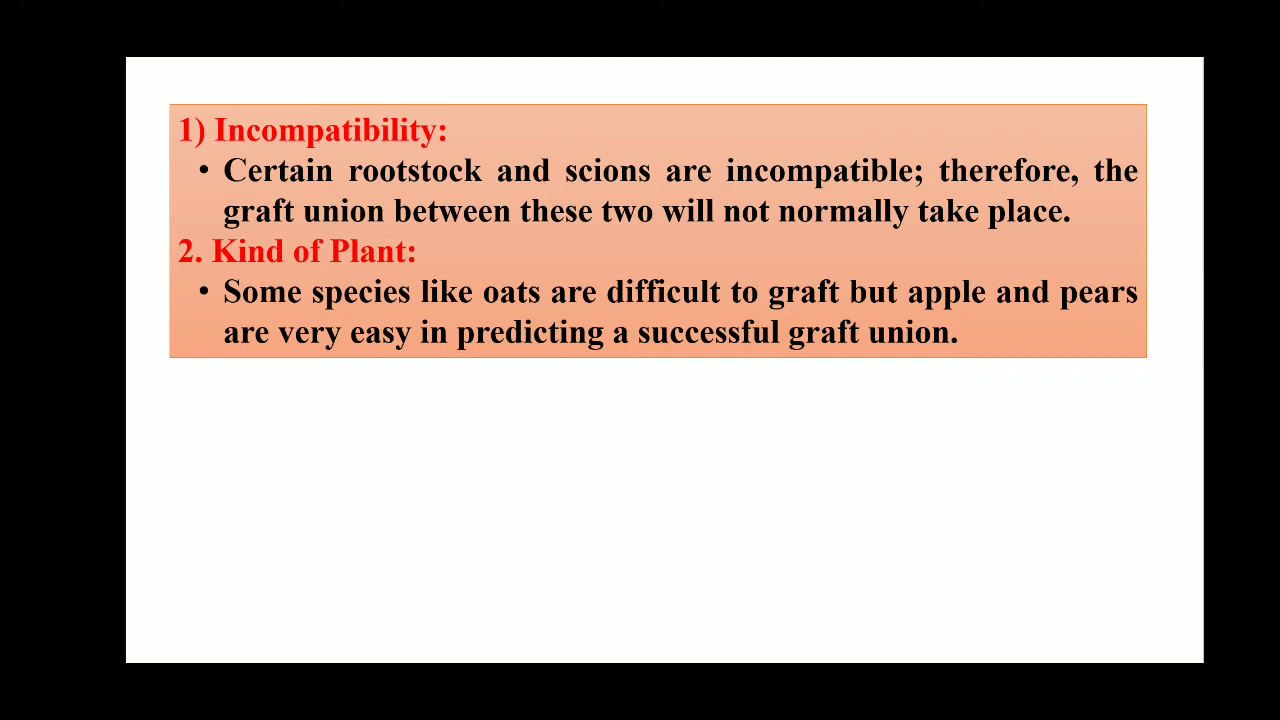 1) Incompatibility:
• Certain rootstock and scions are incompatible; therefore, the
graft union between these two will not normally take place.
2. Kind of Plant:
• Some species like oats are difficult to graft but apple and pears
are very easy in predicting a successful graft union.